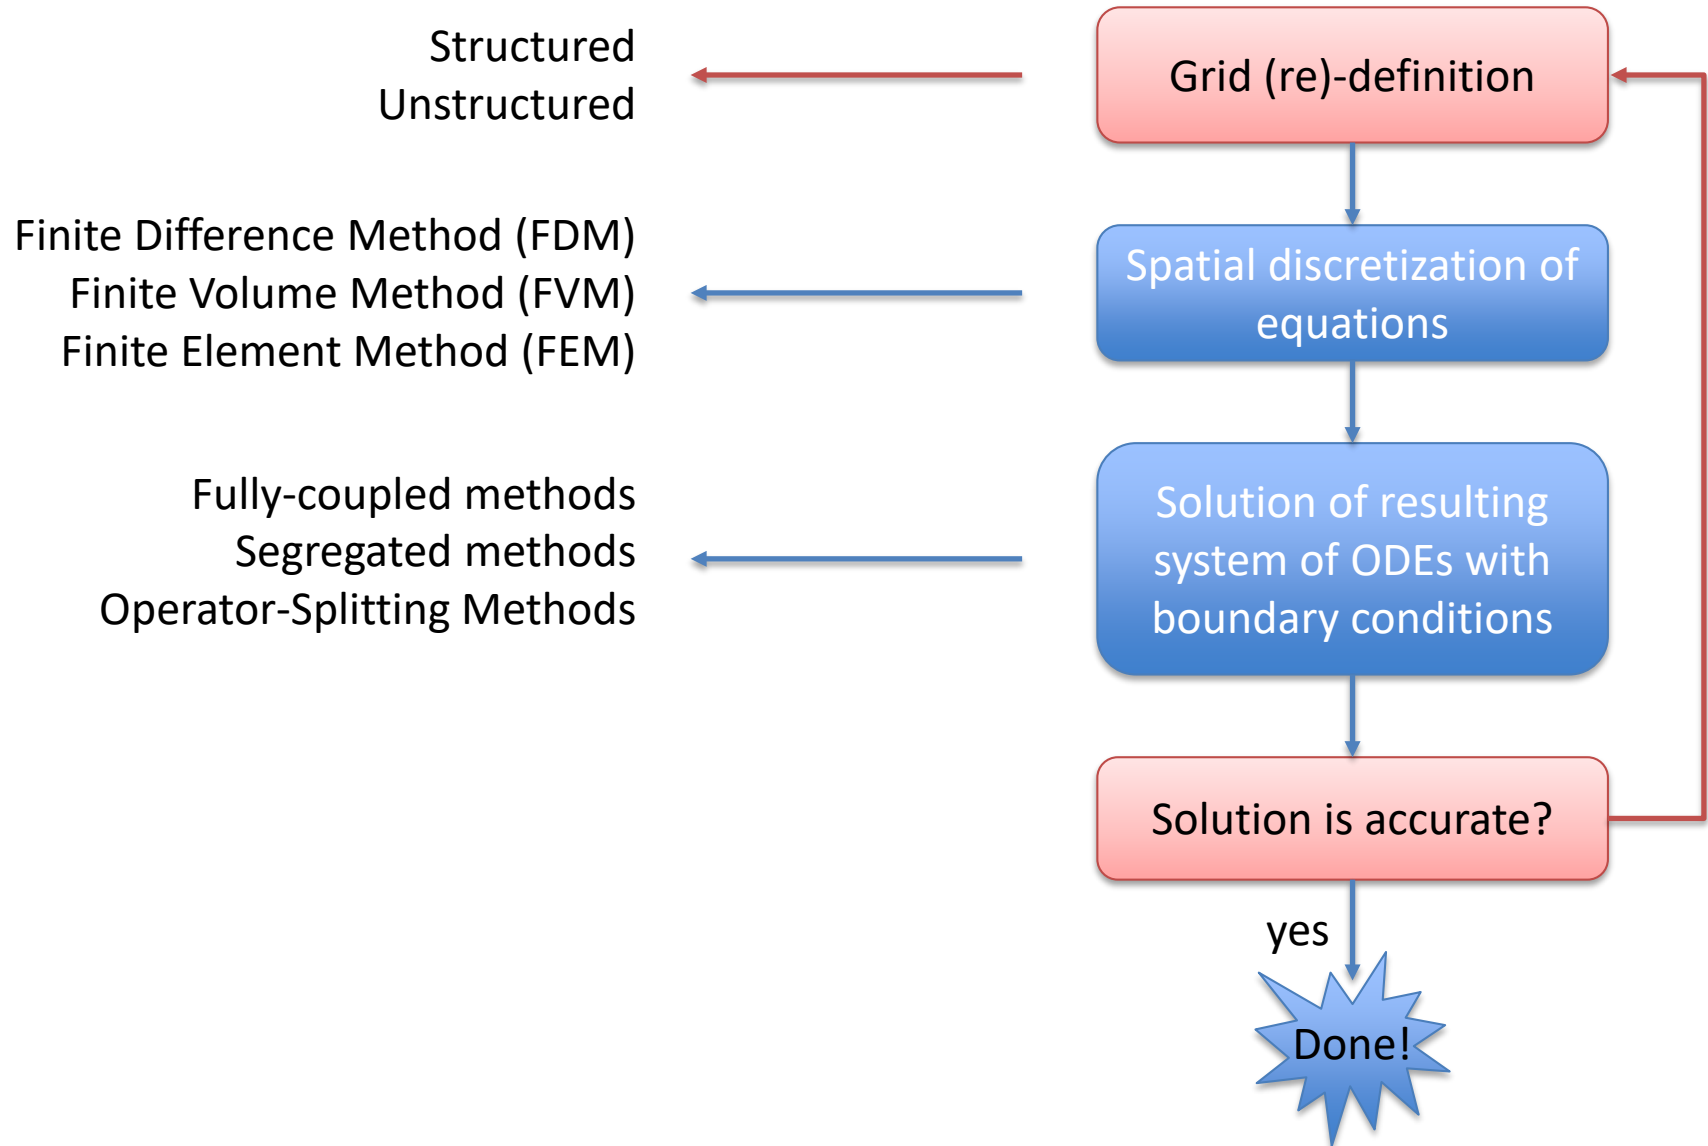 Structured
Unstructured
Grid (re)-definition
Finite Difference Method (FDM)
Finite Volume Method (FVM)
Finite Element Method (FEM)
Spatial discretization of
equations
Fully-coupled methods
Segregated methods
Operator-Splitting Methods
Solution of resulting
system of ODEs with
boundary conditions
Solution is accurate?
yes
Done!